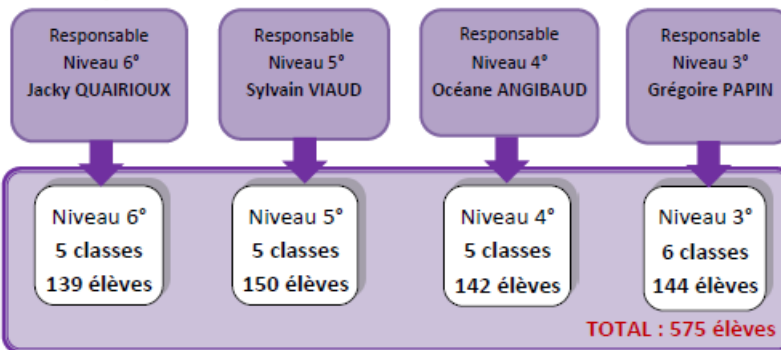 Responsable
Niveau 6°
Jacky QUAIRIOUX
Responsable
Niveau 5°
Sylvain VIAUD
Responsable
Niveau 4°
Océane ANGIBAUD
Responsable
Niveau 3°
Grégoire PAPIN
Niveau 6°
5 classes
139 élèves
Niveau 5°
5 classes
150 élèves
Niveau 4°
5 classes
142 élèves
Niveau 3°
6 classes
144 élèves
TOTAL : 575 élèves